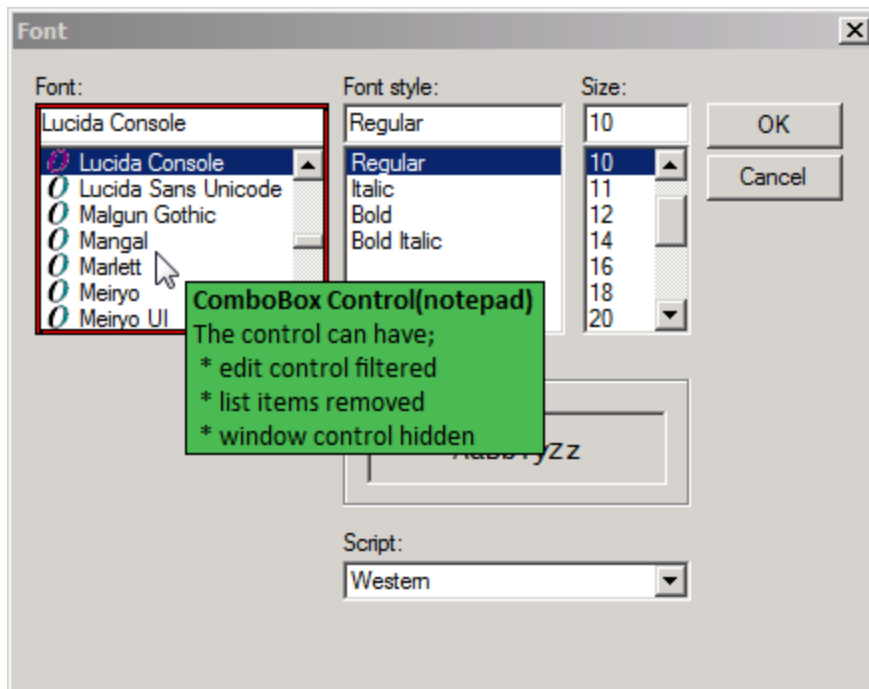 Font
Font:
Lucida Console
Lucida Console
Lucida Sans Unicode
Malgun Gothic
Mangal
Marlett
Meiryo
Meiryo UI
Font style:
Regular
Regular
Italic
Bold
Bold Italic
Size:
10
10
11
12
14
16
18
20
OK
Cancel
ComboBox Control(notepad)
The control can have;
* edit control filtered
* list items removed
* window control hidden
Script:
Western